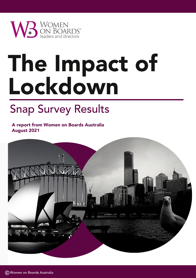 WB
WOMEN
ON BOARDS
leaders and directors
The Impact of
Lockdown
Snap Survey Results
A report from Women on Boards Australia
August 2021
© Women on Boards Australia